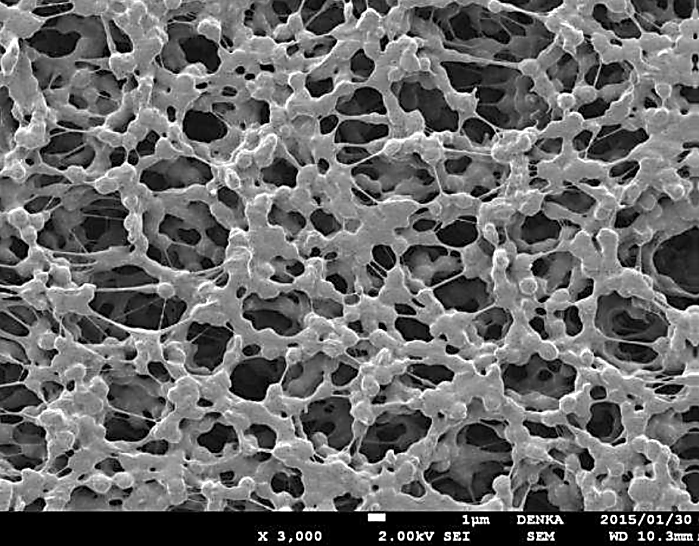 1μm DENKA 2015/01/30
X 3,000 2.00kV SEI SEM WD 10.3mm